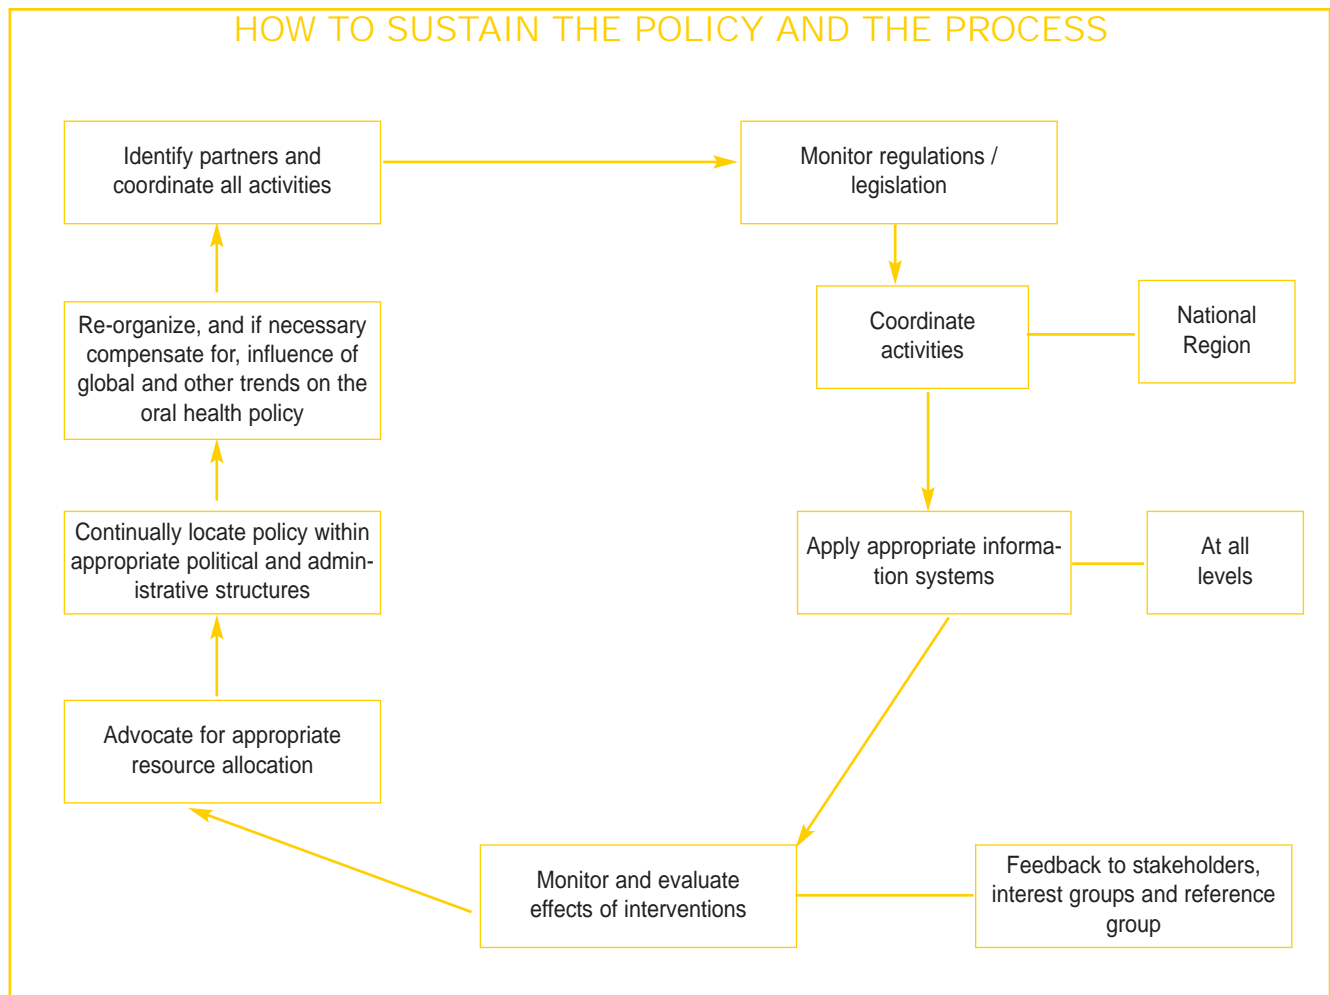 HOW TO SUSTAIN THE POLICY AND THE PROCESS
Identify partners and
coordinate all activities
Monitor regulations /
legislation
Coordinate
activities
National
Region
Re-organize, and if necessary
compensate for, influence of
global and other trends on the
oral health policy
Continually locate policy within
appropriate political and admin-
istrative structures
Apply appropriate informa-
tion systems
At all
levels
Advocate for appropriate
resource allocation
Monitor and evaluate
effects of interventions
Feedback to stakeholders,
interest groups and reference
group